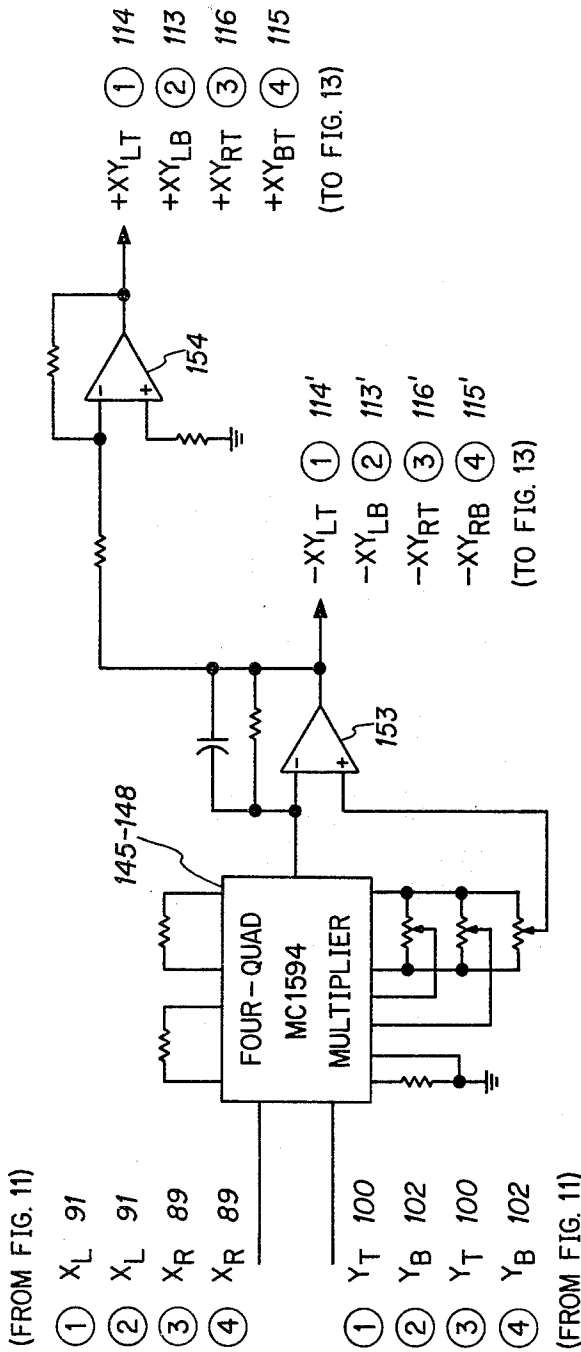 (FROM FIG. 11)
① X_L 91
② X_L 91
③ X_R 89
④ X_R 89
① Y_T 100
② Y_B 102
③ Y_T 100
④ Y_B 102
(FROM FIG. 11)
145-148
FOUR-QUAD
MC1594
MULTIPLIER
-
+
153
-XY_LT ① 114'
-XY_LB ② 113'
-XY_RT ③ 116'
-XY_RB ④ 115'
(TO FIG. 13)
-
+
154
+XY_LT ① 114
+XY_LB ② 113
+XY_RT ③ 116
+XY_BT ④ 115
(TO FIG. 13)